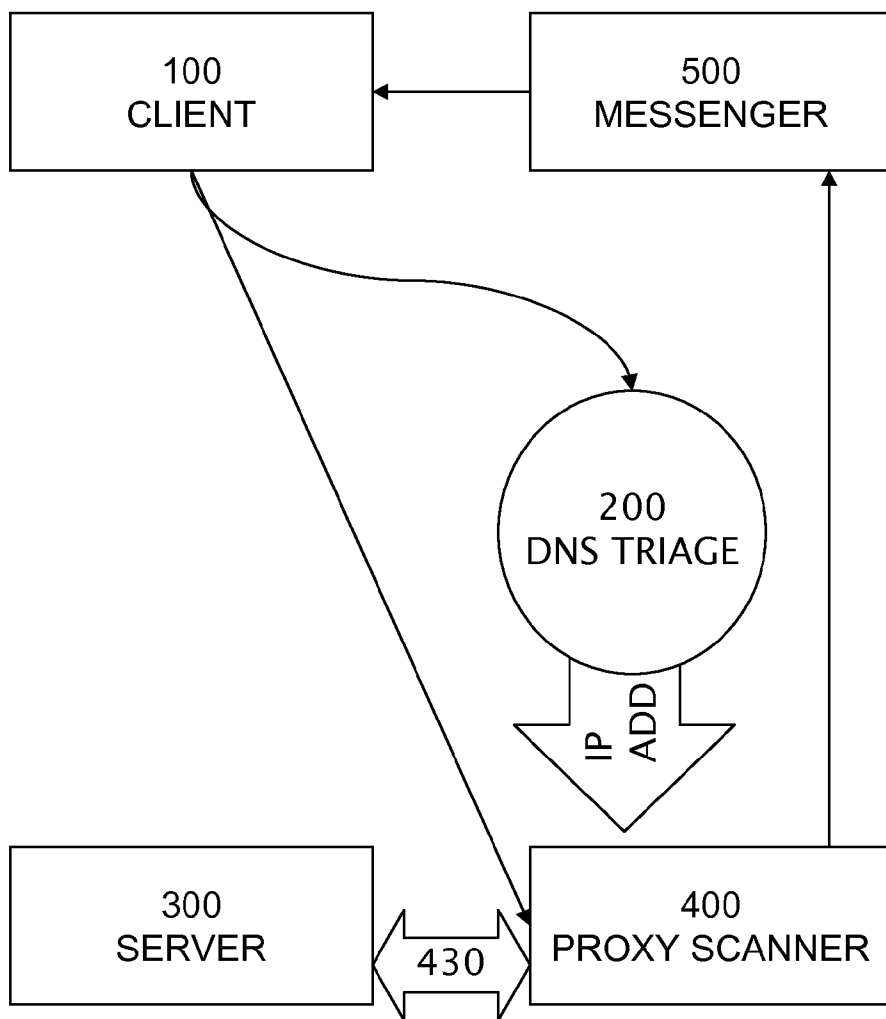 100
CLIENT
500
MESSENGER
200
DNS TRIAGE
IP
ADD
300
SERVER
430
400
PROXY SCANNER